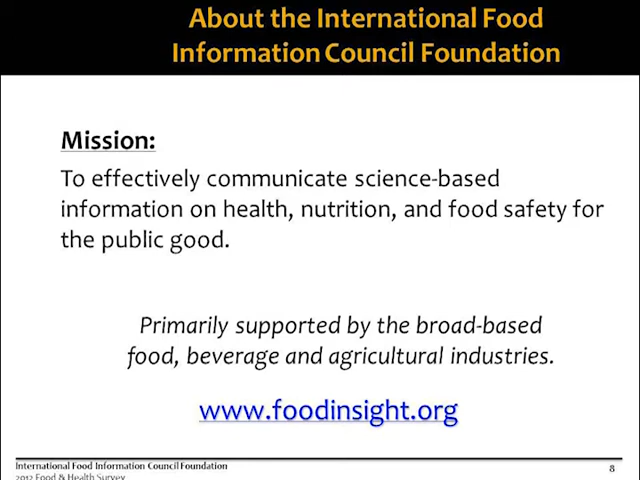 About the International Food
Information Council Foundation
Mission:
To effectively communicate science-based
information on health, nutrition, and food safety for
the public good.
Primarily supported by the broad-based
food, beverage and agricultural industries.
www.foodinsight.org
International Food Information Council Foundation
8
2012 Food & Health Survey